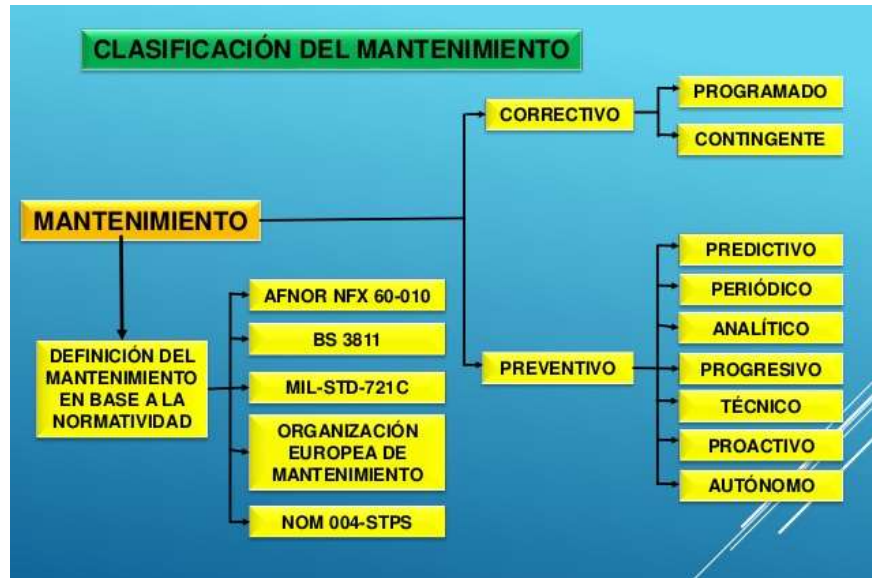 CLASIFICACIÓN DEL MANTENIMIENTO
MANTENIMIENTO
CORRECTIVO
PROGRAMADO
CONTINGENTE
PREVENTIVO
PREDICTIVO
PERIÓDICO
ANALÍTICO
PROGRESIVO
TÉCNICO
PROACTIVO
AUTÓNOMO
DEFINICIÓN DEL
MANTENIMIENTO
EN BASE A LA
NORMATIVIDAD
AFNOR NFX 60-010
BS 3811
MIL-STD-721C
ORGANIZACIÓN
EUROPEA DE
MANTENIMIENTO
NOM 004-STPS